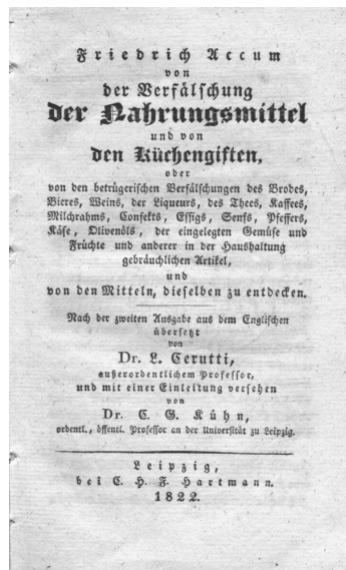 Friedrich Accum
von
der Verfälschung
der Nahrungsmittel
und von
den Küchengiften,
oder
von den betrügerischen Verfälschungen des Brodes,
Bieres, Weins, der Liqueurs, des Thees, Kaffees,
Milchrahms, Confekts, Essigs, Senfs, Pfeffers,
Käse, Olivenöls, der eingelegten Gemüse und
Früchte und anderer in der Haushaltung
gebräuchlichen Artikel,
und
von den Mitteln, dieselben zu entdecken.
Nach der zweiten Ausgabe aus dem Englischen
übersetzt
von
Dr. L. Cerutti,
außerordentlichem Professor,
und mit einer Einleitung versehen
von
Dr. C. G. Kühn,
ordentl., öffentl. Professor an der Universität zu Leipzig.
Leipzig,
bei C. H. F. Hartmann.
1822.